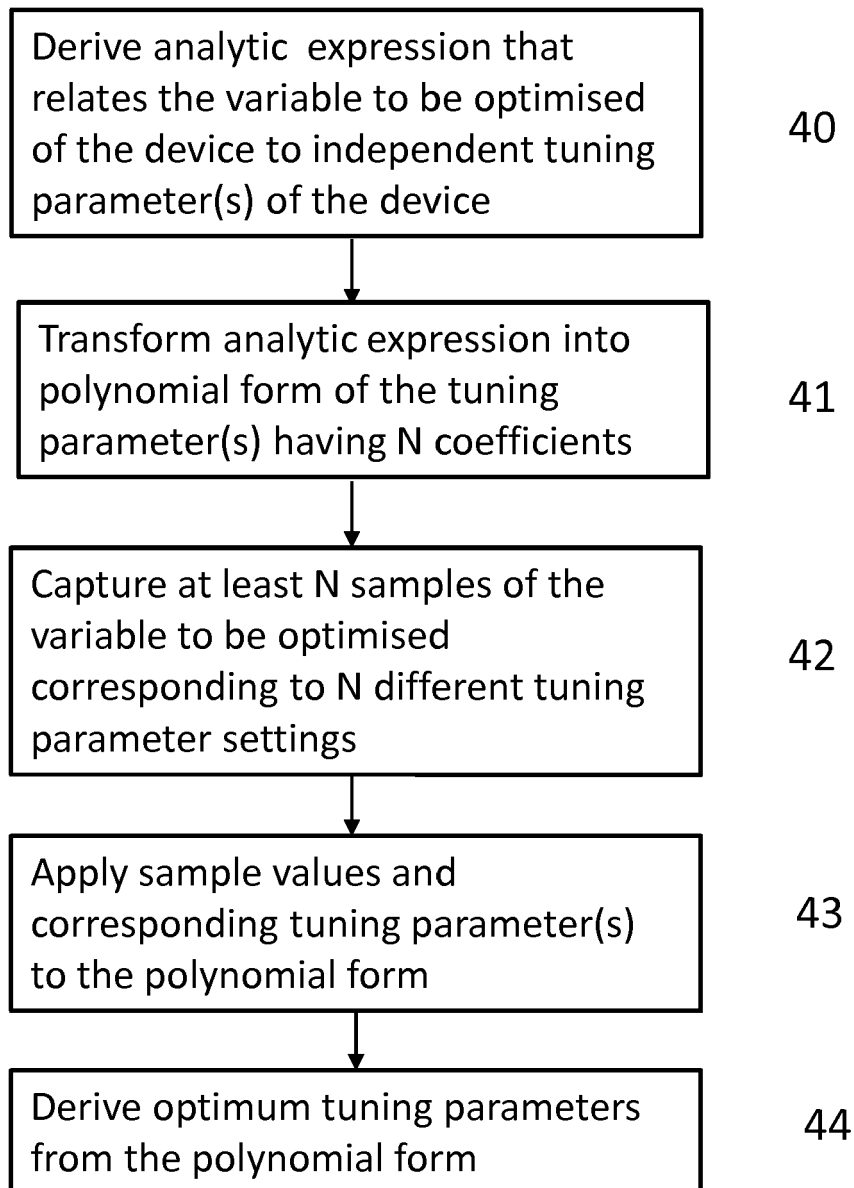 Derive analytic expression that
relates the variable to be optimised
of the device to independent tuning
parameter(s) of the device
40
Transform analytic expression into
polynomial form of the tuning
parameter(s) having N coefficients
41
Capture at least N samples of the
variable to be optimised
corresponding to N different tuning
parameter settings
42
Apply sample values and
corresponding tuning parameter(s)
to the polynomial form
43
Derive optimum tuning parameters
from the polynomial form
44